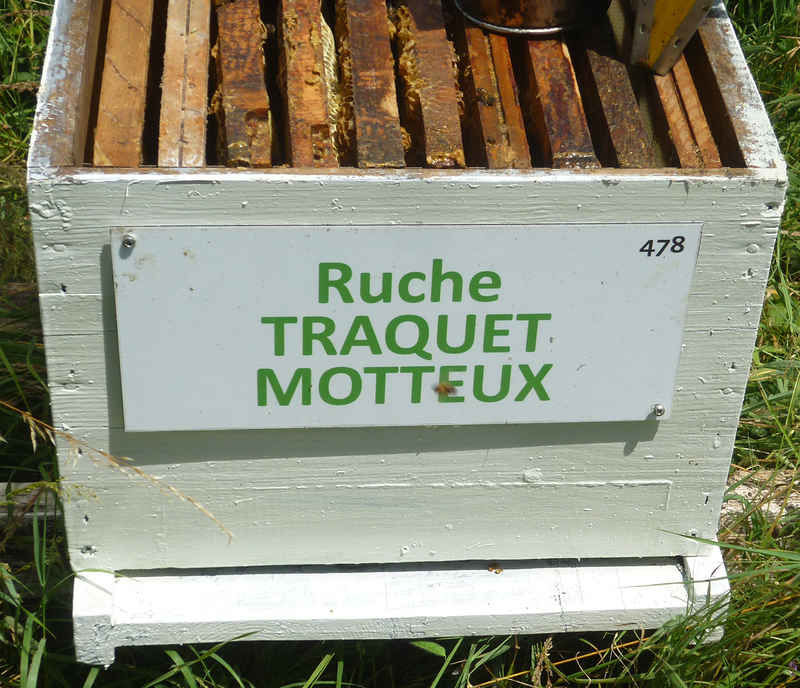 478
Ruche
TRAQUET
MOTTEUX